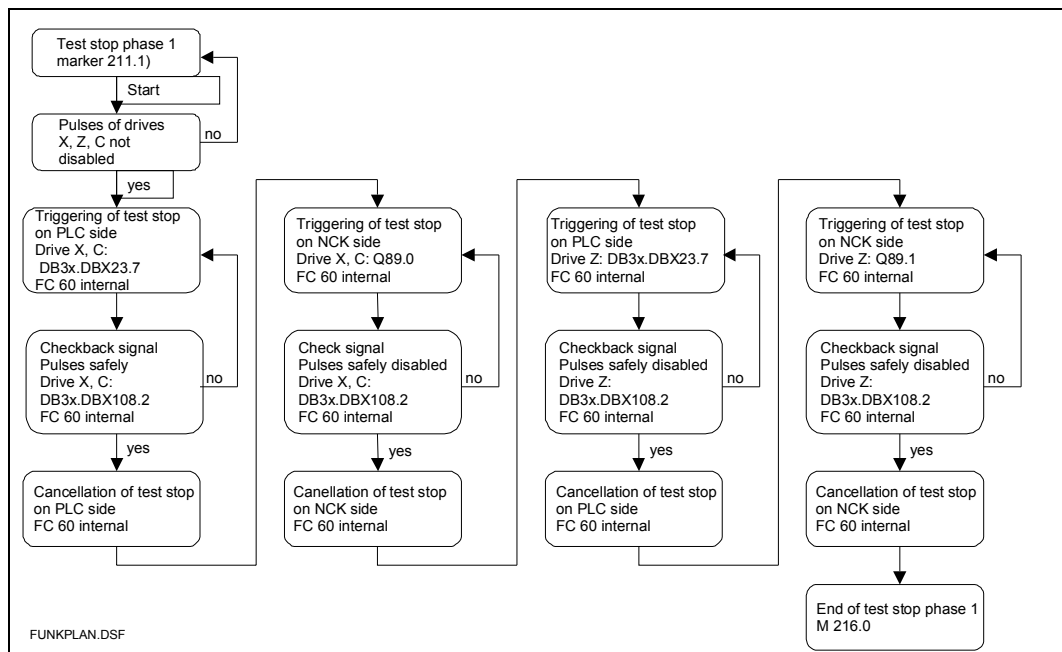 Test stop phase 1
marker 211.1)
Start
Pulses of drives
X, Z, C not
disabled
no
yes
Triggering of test stop
on PLC side
Drive X, C:
DB3x.DBX23.7
FC 60 internal
Checkback signal
Pulses safely
Drive X, C:
DB3x.DBX108.2
FC 60 internal
no
yes
Cancellation of test stop
on PLC side
FC 60 internal
Triggering of test stop
on NCK side
Drive X, C: Q89.0
FC 60 internal
Check signal
Pulses safely disabled
Drive X, C:
DB3x.DBX108.2
FC 60 internal
no
yes
Canellation of test stop
on NCK side
FC 60 internal
Triggering of test stop
on PLC side
Drive Z: DB3x.DBX23.7
FC 60 internal
Checkback signal
Pulses safely disabled
Drive Z:
DB3x.DBX108.2
FC 60 internal
no
yes
Cancellation of test stop
on PLC side
FC 60 internal
Triggering of test stop
on NCK side
Drive Z: Q89.1
FC 60 internal
Checkback signal
Pulses safely disabled
Drive Z:
DB3x.DBX108.2
FC 60 internal
no
yes
Cancellation of test stop
on NCK side
FC 60 internal
End of test stop phase 1
M 216.0
FUNKPLAN.DSF